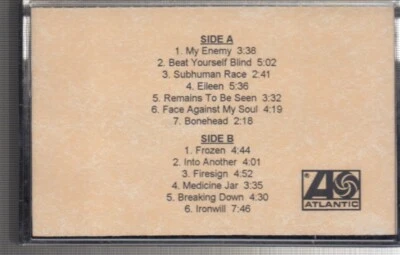 SIDE A
1. My Enemy 3:38
2. Beat Yourself Blind 5:02
3. Subhuman Race 2:41
4. Eileen 5:36
5. Remains To Be Seen 3:32
6. Face Against My Soul 4:19
7. Bonehead 2:18
SIDE B
1. Frozen 4:44
2. Into Another 4:01
3. Firesign 4:52
4. Medicine Jar 3:35
5. Breaking Down 4:30
6. Ironwill 7:46
ATLANTIC